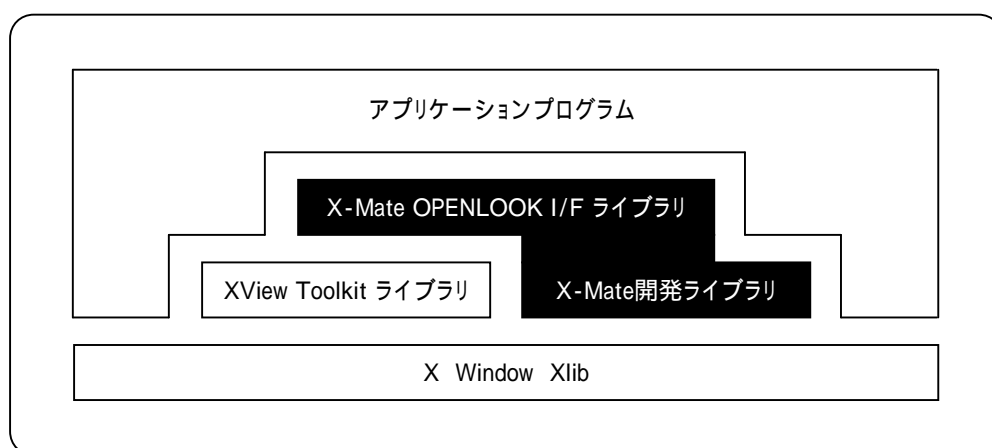 アプリケーションプログラム
X-Mate OPENLOOK I/F ライブラリ
XView Toolkit ライブラリ
X-Mate開発ライブラリ
X Window Xlib